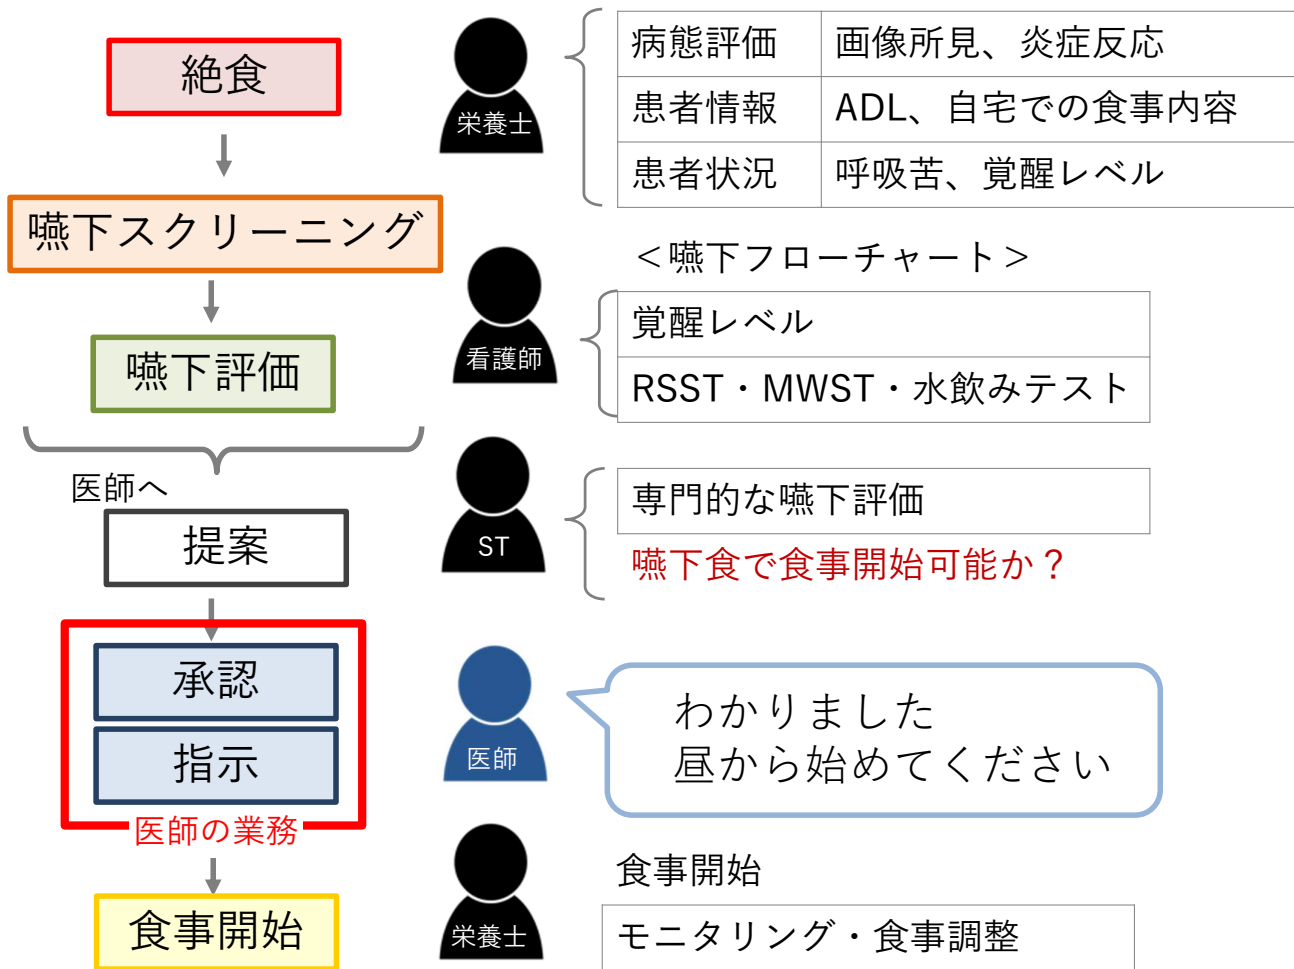 絶食
嚥下スクリーニング
嚥下評価
医師へ
提案
承認
指示
医師の業務
食事開始
栄養士
病態評価 画像所見、炎症反応
患者情報 ADL、自宅での食事内容
患者状況 呼吸苦、覚醒レベル
＜嚥下フローチャート＞
看護師
覚醒レベル
RSST・MWST・水飲みテスト
ST
専門的な嚥下評価
嚥下食で食事開始可能か？
医師
わかりました
昼から始めてください
栄養士
食事開始
モニタリング・食事調整